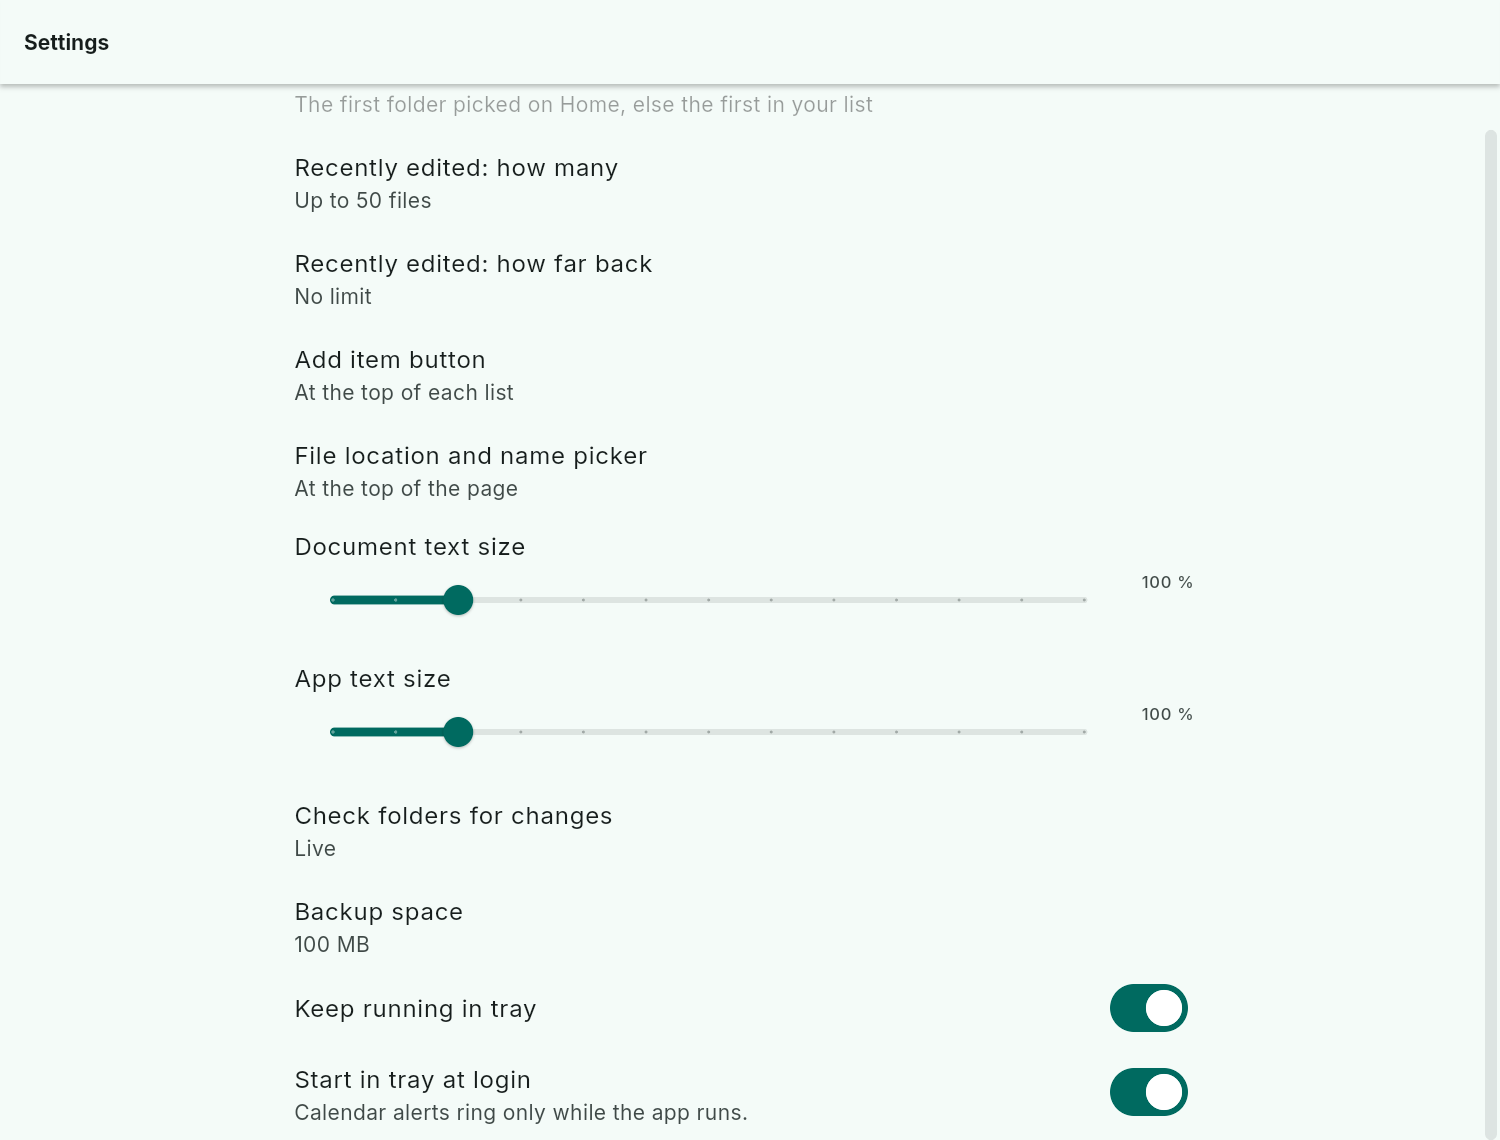 Settings
The first folder picked on Home, else the first in your list
Recently edited: how many
Up to 50 files
Recently edited: how far back
No limit
Add item button
At the top of each list
File location and name picker
At the top of the page
Document text size
100 %
App text size
100 %
Check folders for changes
Live
Backup space
100 MB
Keep running in tray
Start in tray at login
Calendar alerts ring only while the app runs.